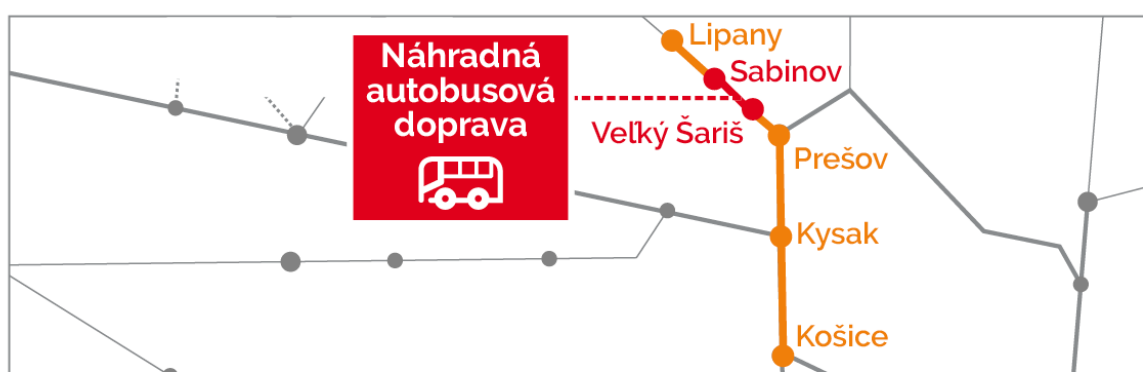 Náhradná
autobusová
doprava
Lipany
Sabinov
Veľký Šariš
Prešov
Kysak
Košice